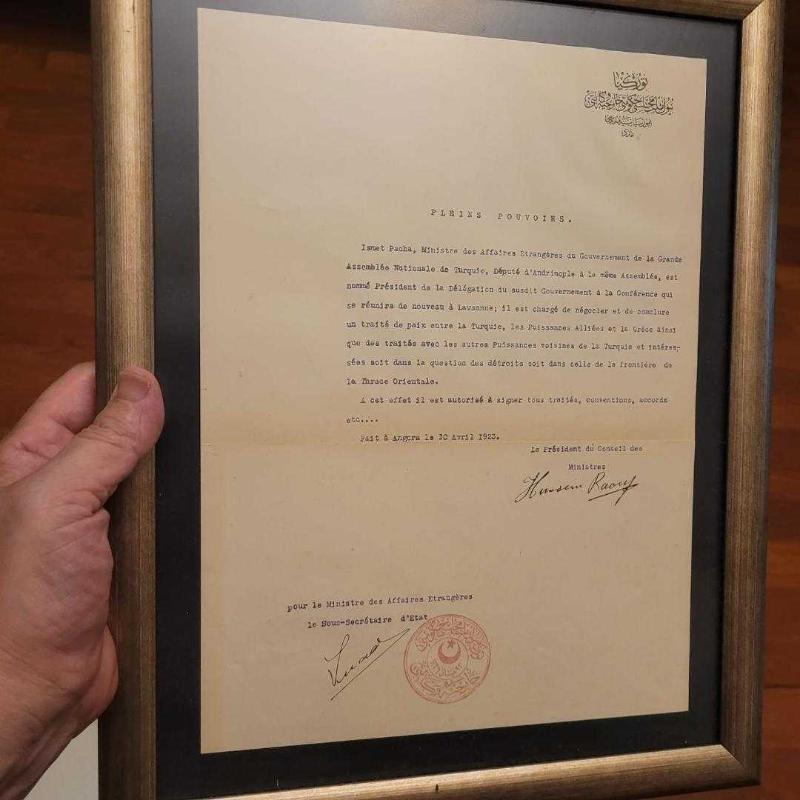 توركيا
PLEINS POUVOIRS.
Ismet Pacha, Ministre des Affaires Etrangères du Gouvernement de la Grande
Assemblée Nationale de Turquie, Député d'Andrinople à la même Assemblée, est
nommé Président de la Délégation du susdit Gouvernement à la Conférence qui
se réunira de nouveau à Lausanne; il est chargé de négocier et de conclure
un traité de paix entre la Turquie, les Puissances Alliées et la Grèce ainsi
que des traités avec les autres Puissances voisines de la Turquie et intéres-
sées soit dans la question des détroits soit dans celle de la frontière de
la Thrace Orientale.
A cet effet il est autorisé à signer tous traités, conventions, accords
etc....
Fait à Angora le Avril 1923.
Le Président du Conseil des
Ministres
Hussein Raouf
pour le Ministre des Affaires Etrangères
le Sous-Secrétaire d'Etat